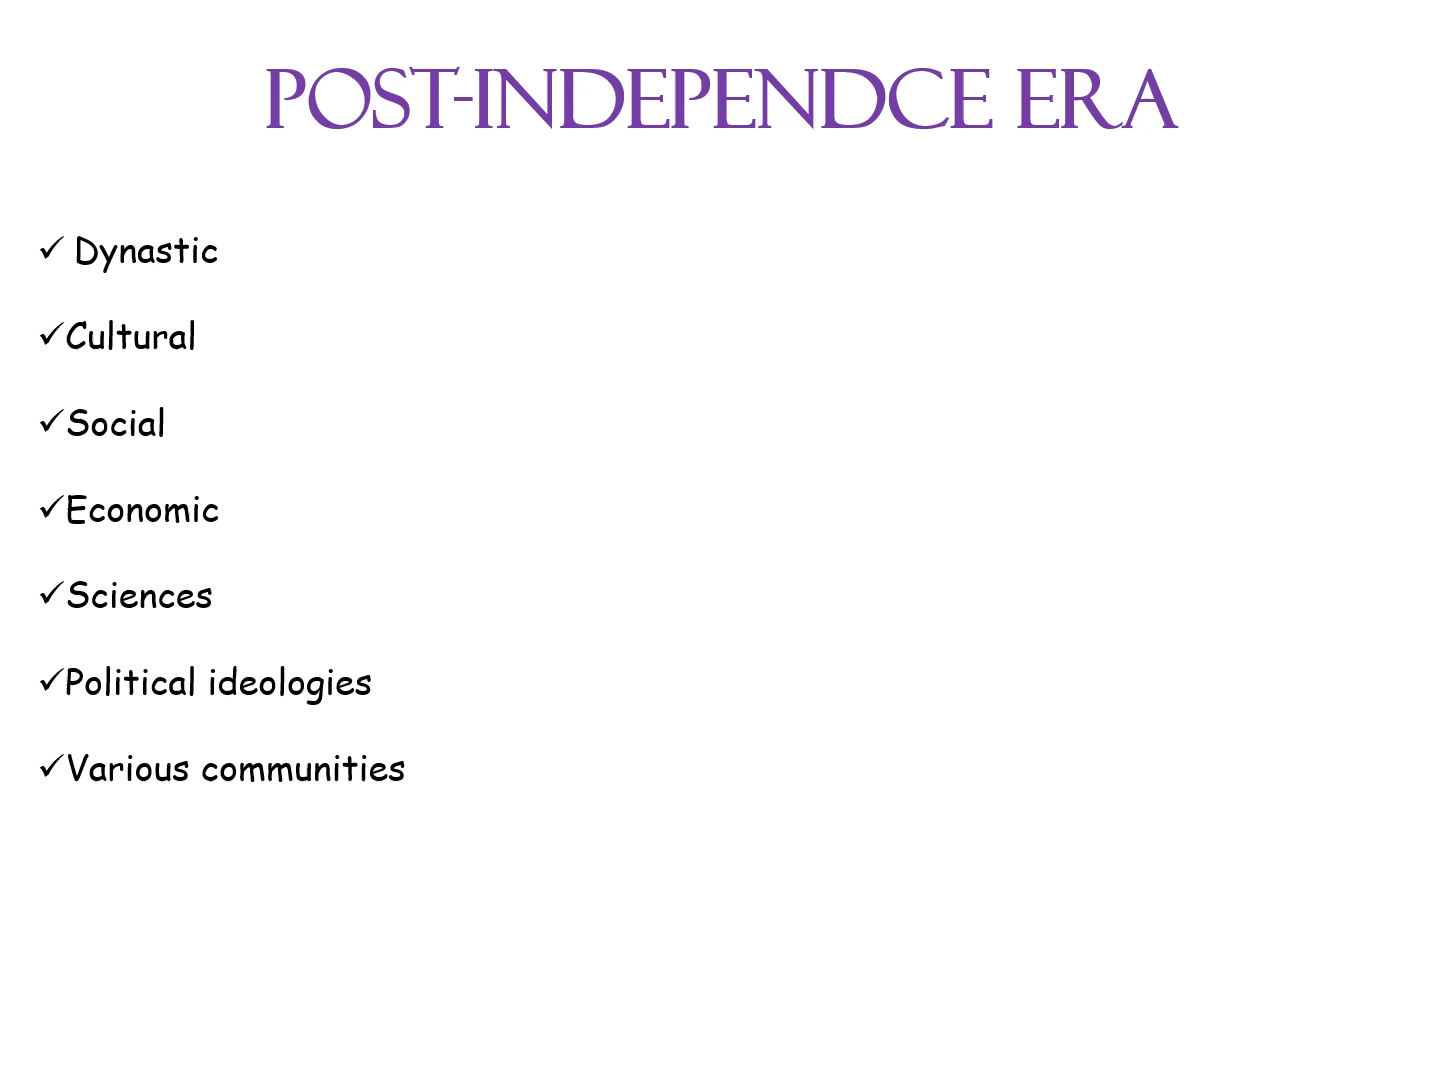 POST-INDEPENDCE ERA
✓ Dynastic
✓Cultural
✓Social
✓Economic
✓Sciences
✓Political ideologies
✓Various communities